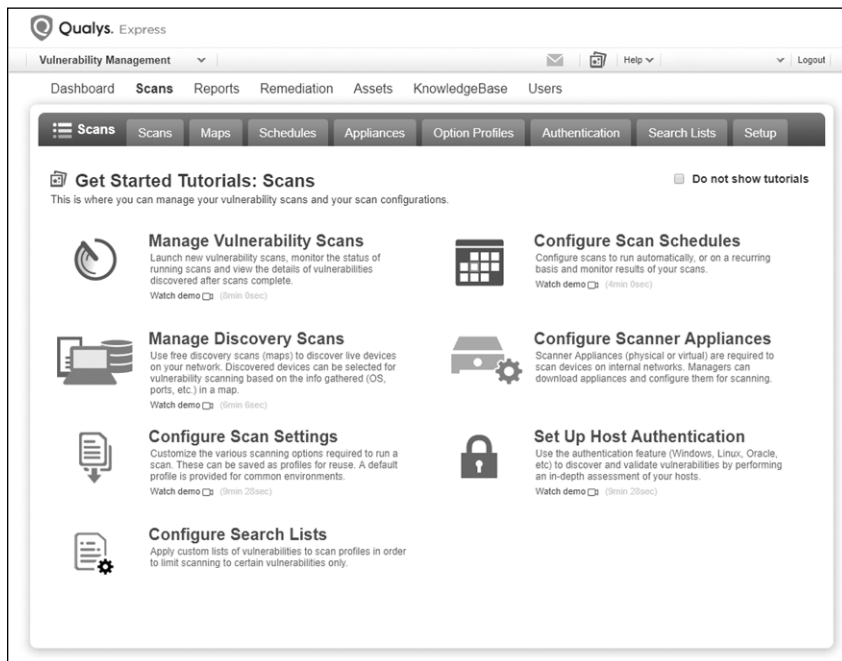 Qualys. Express
Vulnerability Management
Help
Logout
Dashboard Scans Reports Remediation Assets KnowledgeBase Users
Scans Scans Maps Schedules Appliances Option Profiles Authentication Search Lists Setup
Get Started Tutorials: Scans
Do not show tutorials
This is where you can manage your vulnerability scans and your scan configurations.
Manage Vulnerability Scans
Launch new vulnerability scans, monitor the status of
running scans and view the details of vulnerabilities
discovered after scans complete.
Watch demo (8min 0sec)
Configure Scan Schedules
Configure scans to run automatically, or on a recurring
basis and monitor results of your scans.
Watch demo (4min 0sec)
Manage Discovery Scans
Use free discovery scans (maps) to discover live devices
on your network. Discovered devices can be selected for
vulnerability scanning based on the info gathered (OS,
ports, etc.) in a map.
Watch demo (6min 6sec)
Configure Scanner Appliances
Scanner Appliances (physical or virtual) are required to
scan devices on internal networks. Managers can
download appliances and configure them for scanning.
Configure Scan Settings
Customize the various scanning options required to run a
scan. These can be saved as profiles for reuse. A default
profile is provided for common environments.
Watch demo (9min 28sec)
Set Up Host Authentication
Use the authentication feature (Windows, Linux, Oracle,
etc) to discover and validate vulnerabilities by performing
an in-depth assessment of your hosts.
Watch demo (9min 28sec)
Configure Search Lists
Apply custom lists of vulnerabilities to scan profiles in order
to limit scanning to certain vulnerabilities only.